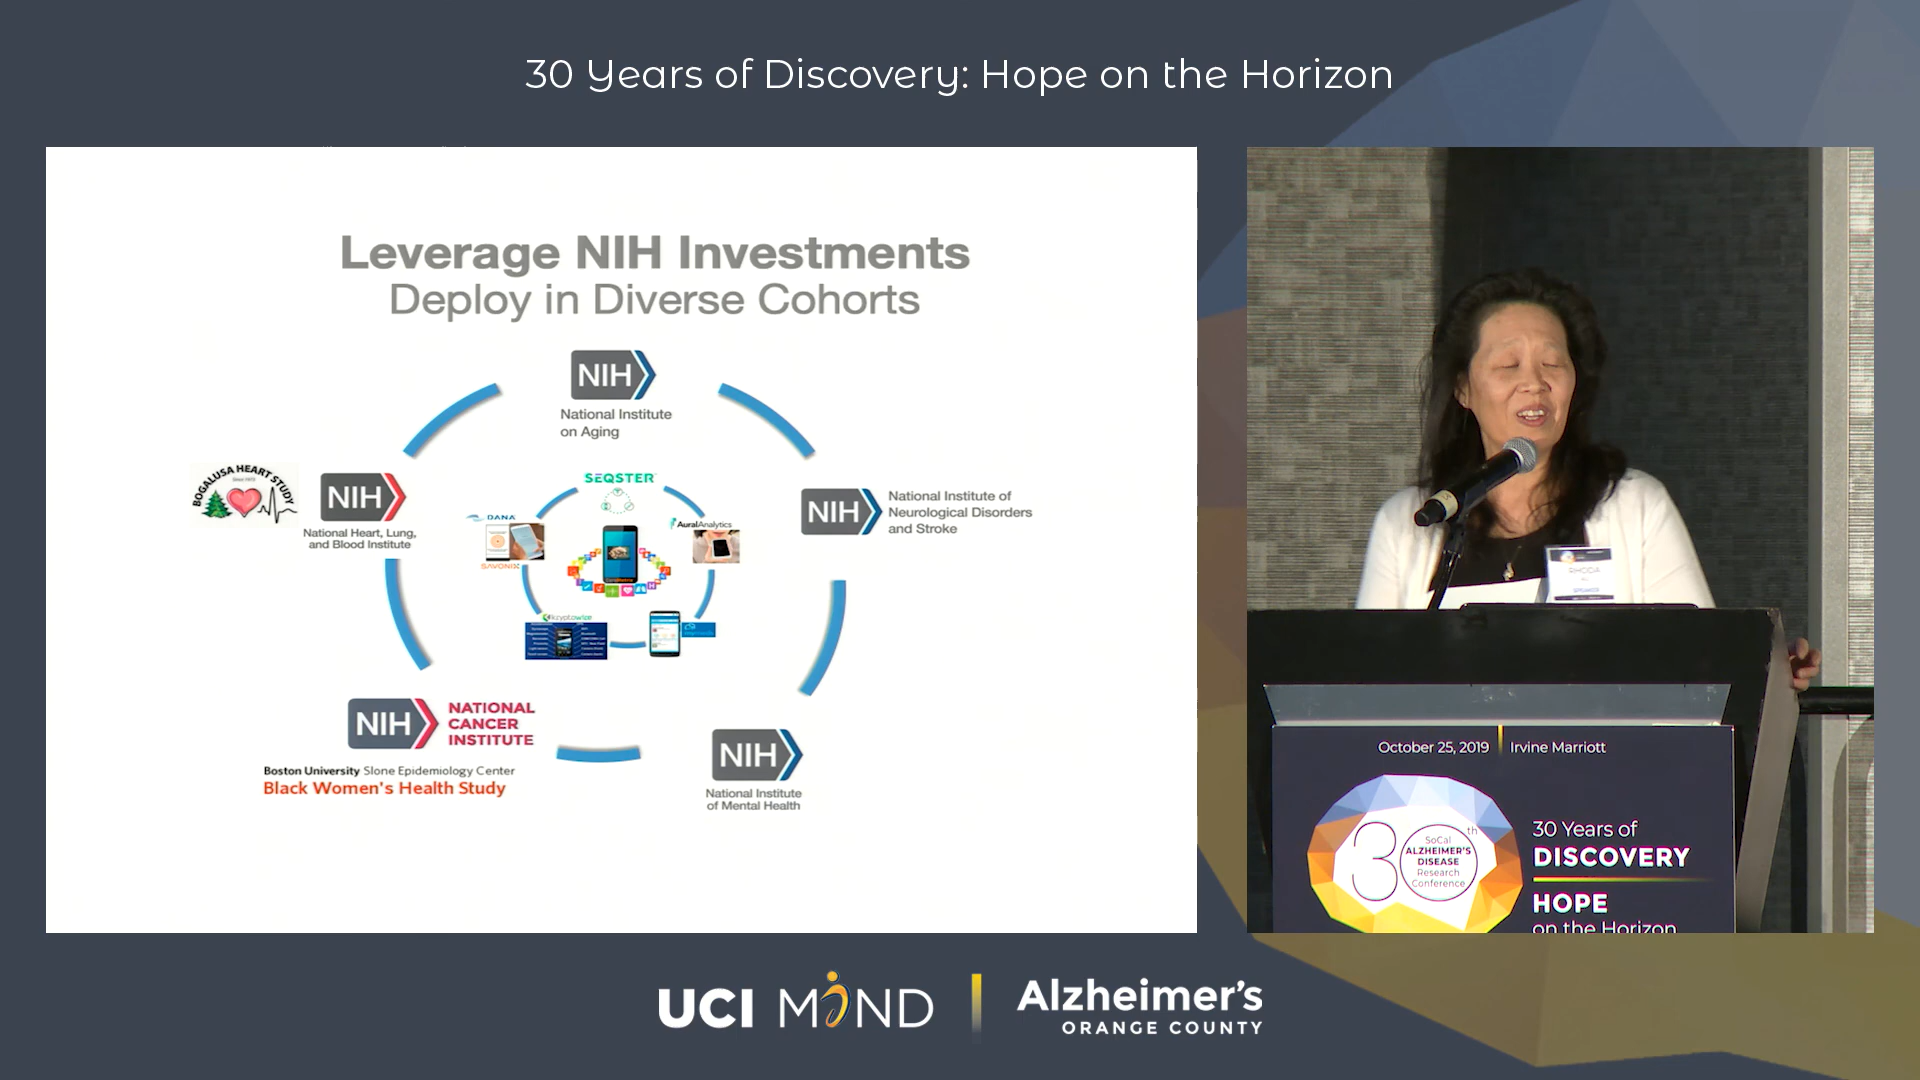 30 Years of Discovery: Hope on the Horizon
Leverage NIH Investments
Deploy in Diverse Cohorts
NIH
National Institute
on Aging
BOGALUSA HEART STUDY
NIH
National Heart, Lung,
and Blood Institute
NIH
National Institute of
Neurological Disorders
and Stroke
SEQSTER
DANA
SAVONIX
AuralAnalytics
NIH
NATIONAL
CANCER
INSTITUTE
Boston University Slone Epidemiology Center
Black Women's Health Study
NIH
National Institute
of Mental Health
RHODA
SPEAKER
October 25, 2019
Irvine Marriott
30th
SoCal
ALZHEIMER'S
DISEASE
Research
Conference
30 Years of
DISCOVERY
HOPE
on the Horizon
UCI MIND
Alzheimer's
ORANGE COUNTY